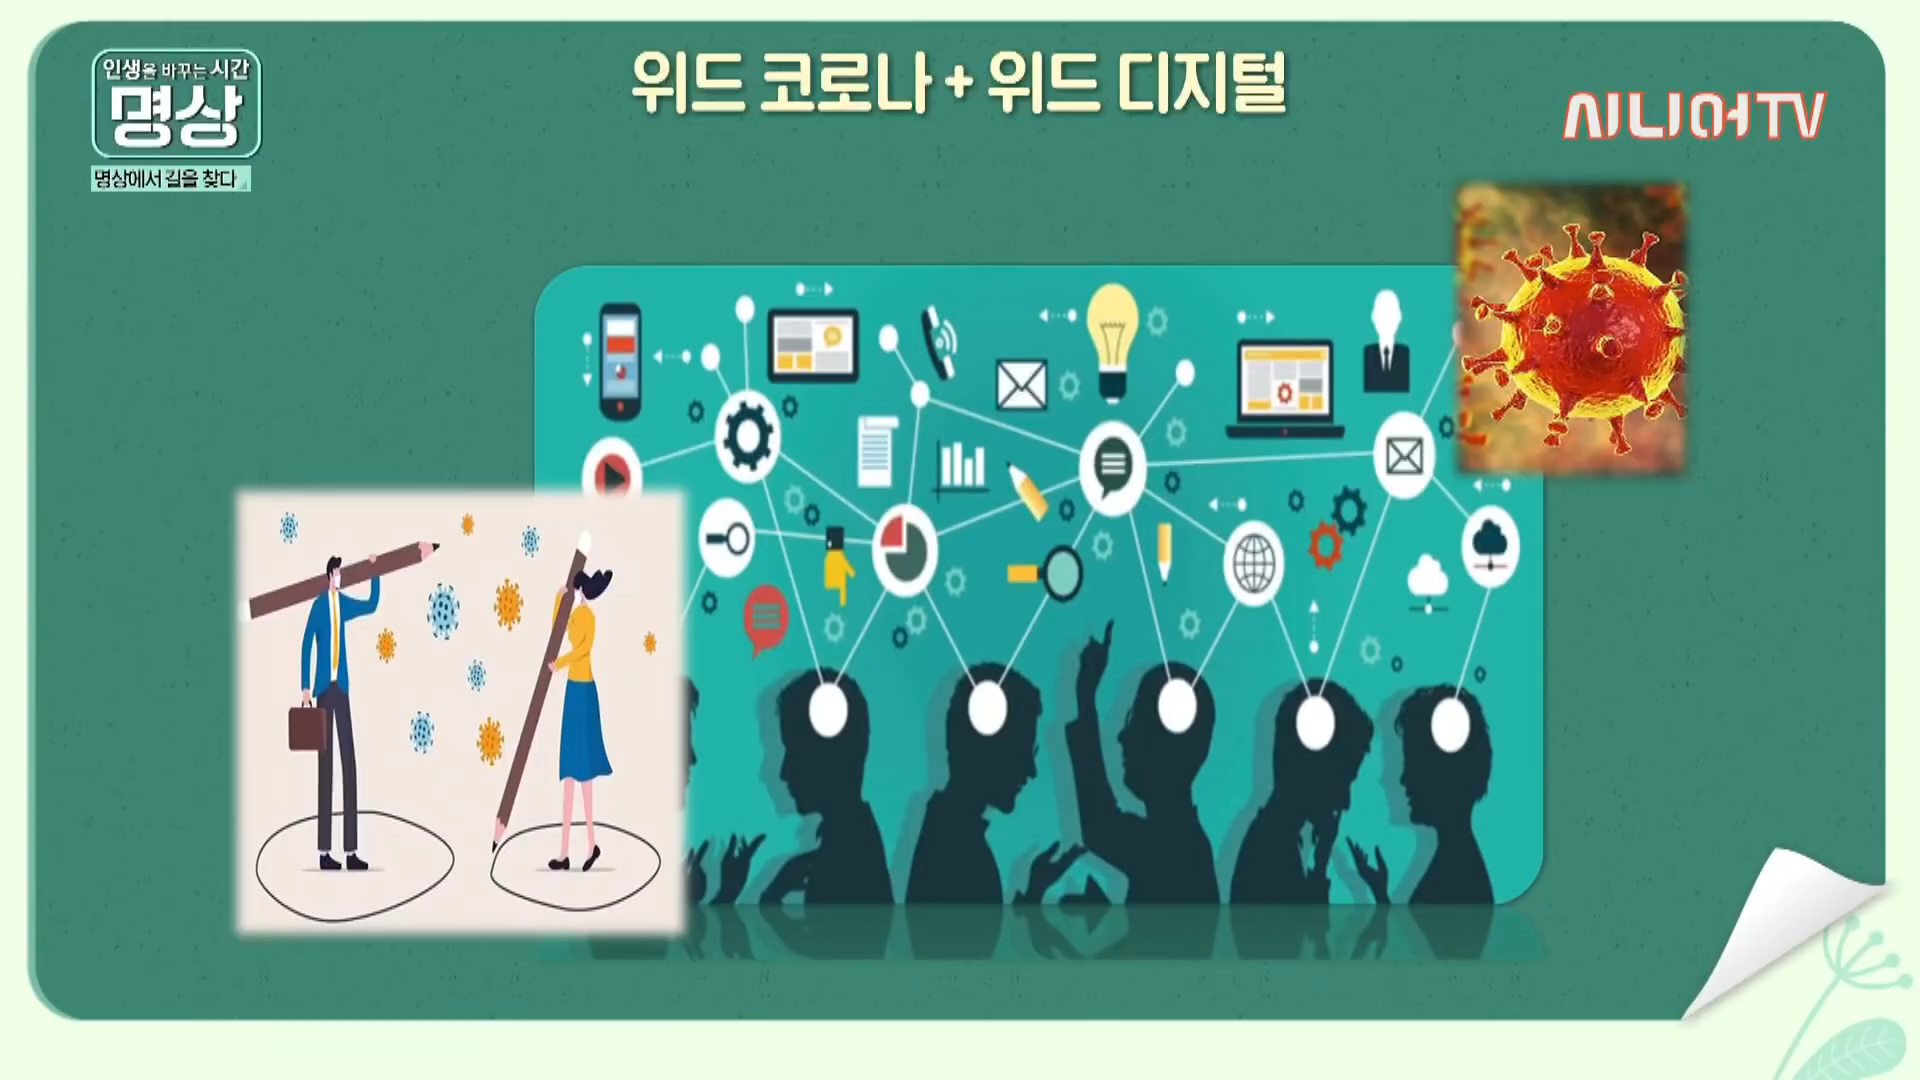 인생을 바꾸는 시간
명상
명상에서 길을 찾다
위드 코로나 + 위드 디지털
시니어TV